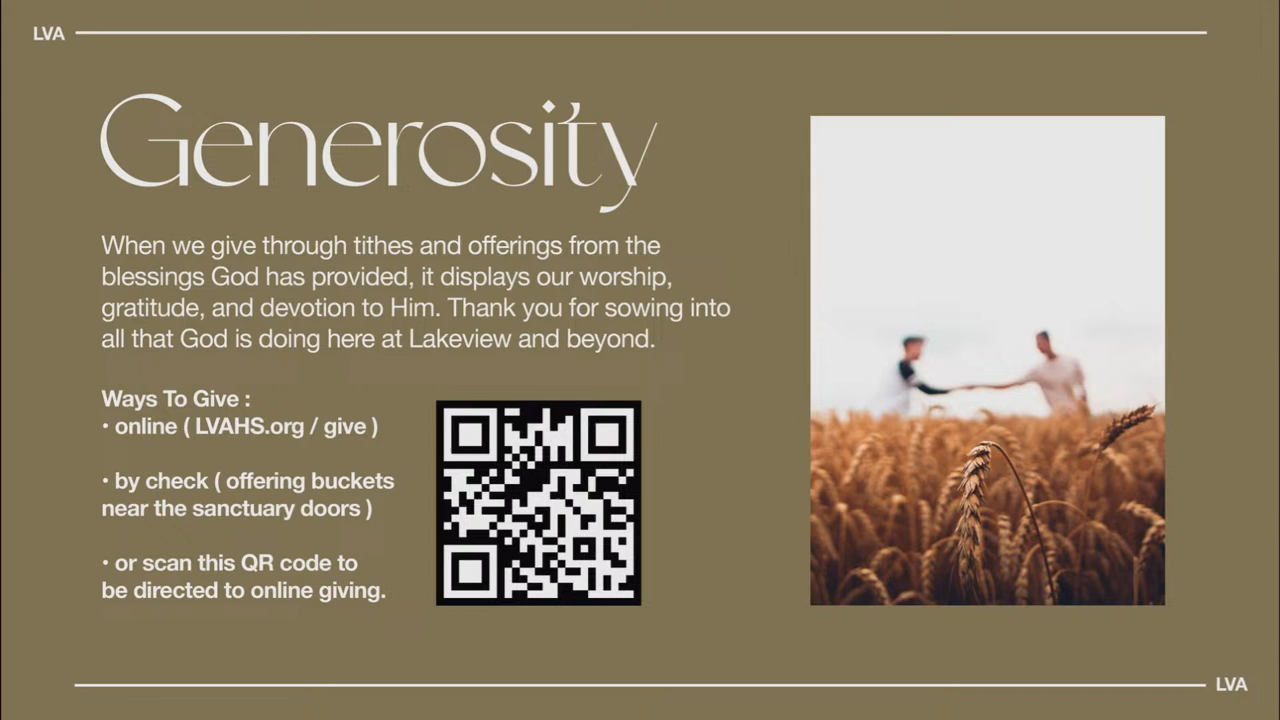 LVA
Generosity
When we give through tithes and offerings from the
blessings God has provided, it displays our worship,
gratitude, and devotion to Him. Thank you for sowing into
all that God is doing here at Lakeview and beyond.
Ways To Give :
• online ( LVAHS.org / give )
• by check ( offering buckets
near the sanctuary doors )
• or scan this QR code to
be directed to online giving.
LVA